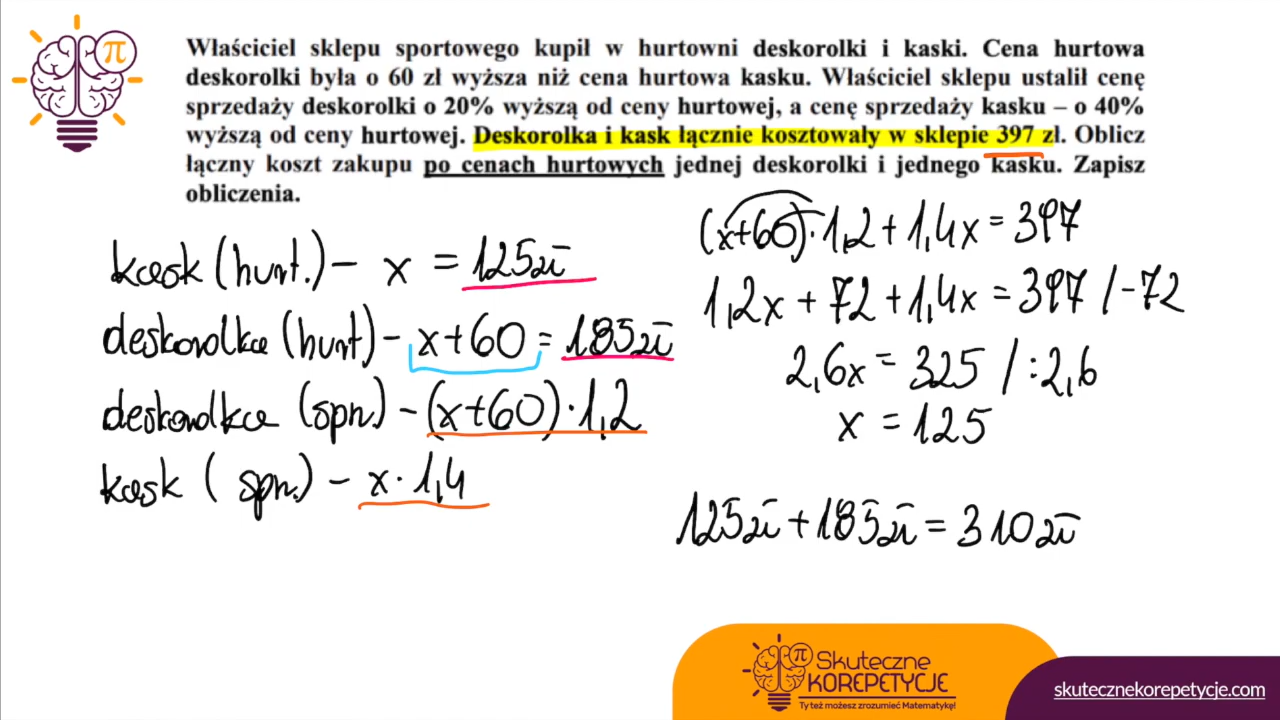 Właściciel sklepu sportowego kupił w hurtowni deskorolki i kaski. Cena hurtowa
deskorolki była o 60 zł wyższa niż cena hurtowa kasku. Właściciel sklepu ustalił cenę
sprzedaży deskorolki o 20% wyższą od ceny hurtowej, a cenę sprzedaży kasku – o 40%
wyższą od ceny hurtowej. Deskorolka i kask łącznie kosztowały w sklepie 397 zł. Oblicz
łączny koszt zakupu po cenach hurtowych jednej deskorolki i jednego kasku. Zapisz
obliczenia.
kask (hurt.) – x = 125zł
deskorolka (hurt) – x+60 = 185zł
deskorolka (spn.) – (x+60)·1,2
kask ( spn.) – x·1,4
(x+60)·1,2+1,4x=397
1,2x+72+1,4x=397 /-72
2,6x=325 /:2,6
x=125
125zł+185zł=310zł
π
π
Skuteczne
KOREPETYCJE
Ty też możesz zrozumieć Matematykę!
skutecznekorepetycje.com